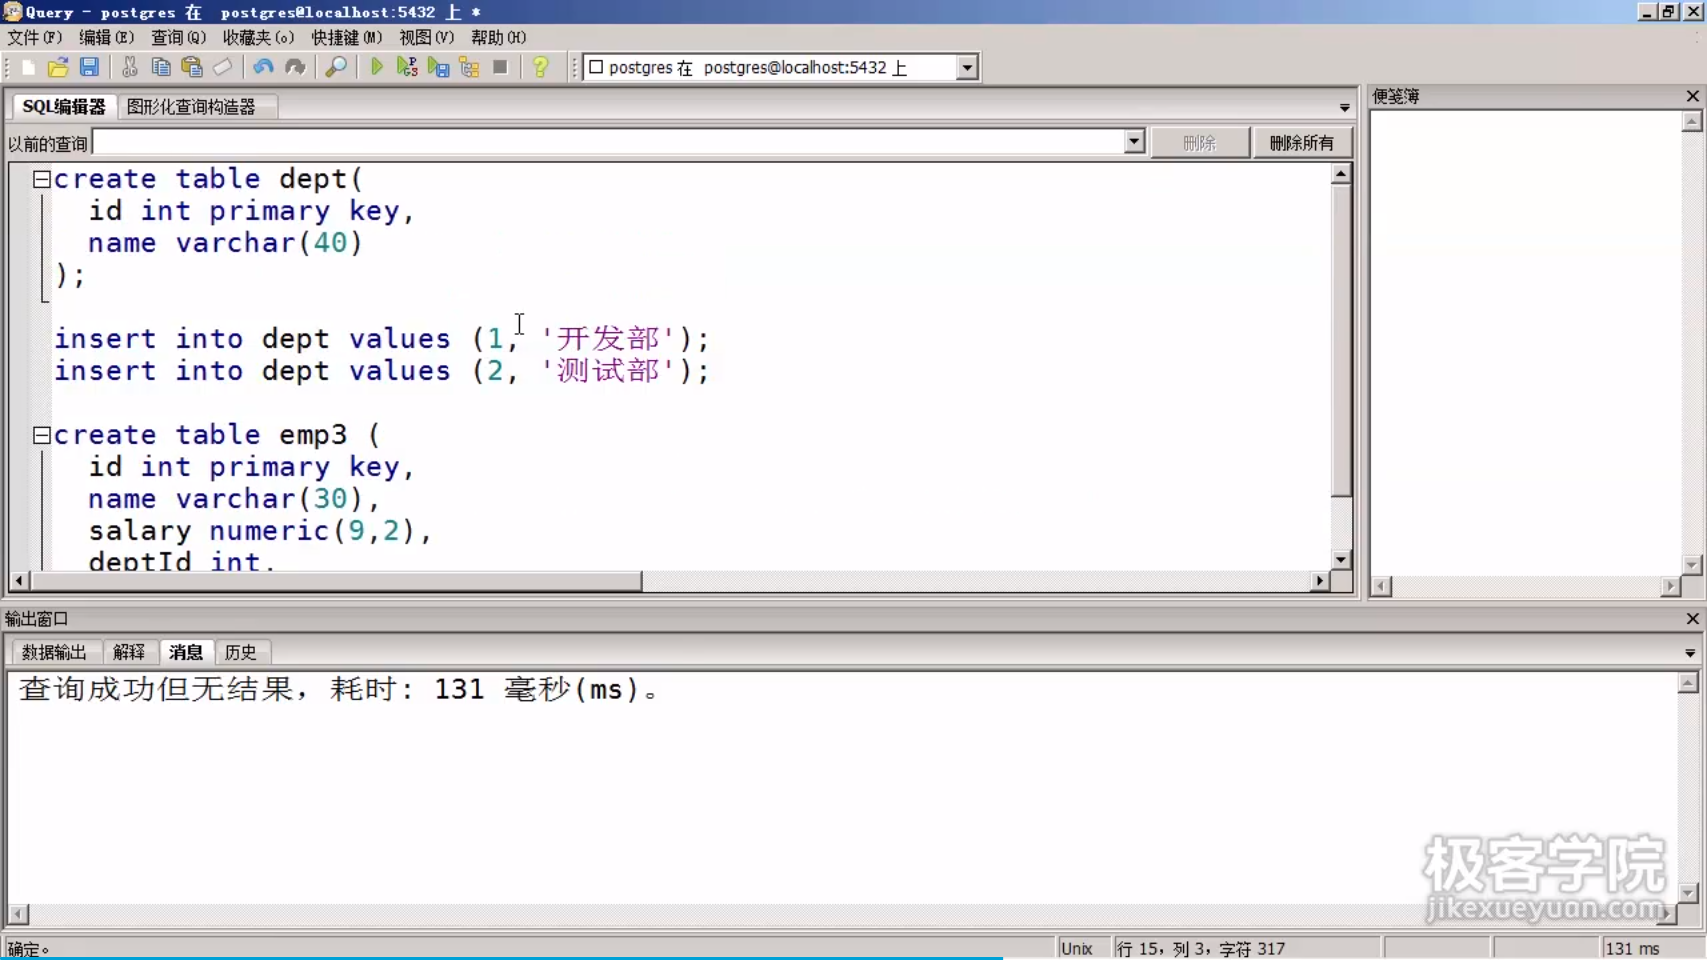 Query - postgres 在 postgres@localhost:5432 上 *
文件(F) 编辑(E) 查询(Q) 收藏夹(o) 快捷键(M) 视图(V) 帮助(H)
postgres 在 postgres@localhost:5432 上
SQL编辑器 图形化查询构造器
便笺簿
以前的查询 删除 删除所有
create table dept(
id int primary key,
name varchar(40)
);
insert into dept values (1, '开发部');
insert into dept values (2, '测试部');
create table emp3 (
id int primary key,
name varchar(30),
salary numeric(9,2),
deptId int,
输出窗口
数据输出 解释 消息 历史
查询成功但无结果，耗时: 131 毫秒(ms)。
极客学院
jikexueyuan.com
确定。 Unix 行 15, 列 3, 字符 317 131 ms